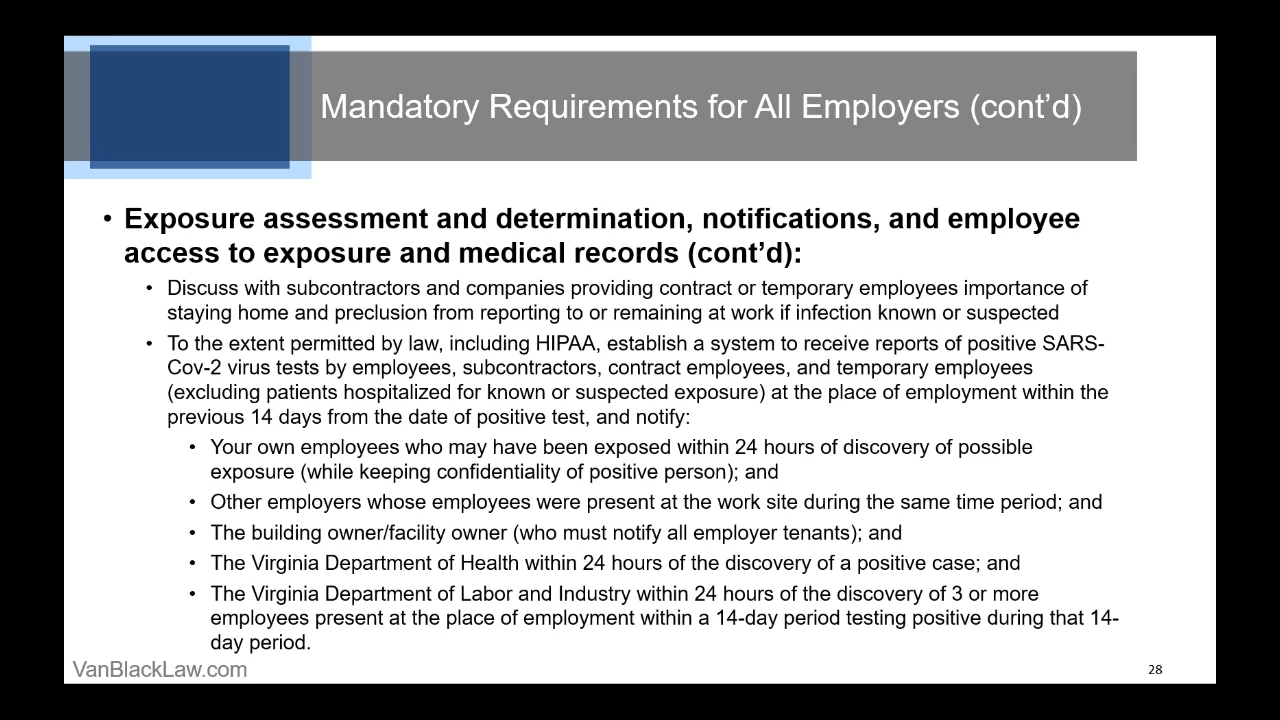 Mandatory Requirements for All Employers (cont’d)
• Exposure assessment and determination, notifications, and employee
access to exposure and medical records (cont’d):
• Discuss with subcontractors and companies providing contract or temporary employees importance of
staying home and preclusion from reporting to or remaining at work if infection known or suspected
• To the extent permitted by law, including HIPAA, establish a system to receive reports of positive SARS-
Cov-2 virus tests by employees, subcontractors, contract employees, and temporary employees
(excluding patients hospitalized for known or suspected exposure) at the place of employment within the
previous 14 days from the date of positive test, and notify:
• Your own employees who may have been exposed within 24 hours of discovery of possible
exposure (while keeping confidentiality of positive person); and
• Other employers whose employees were present at the work site during the same time period; and
• The building owner/facility owner (who must notify all employer tenants); and
• The Virginia Department of Health within 24 hours of the discovery of a positive case; and
• The Virginia Department of Labor and Industry within 24 hours of the discovery of 3 or more
employees present at the place of employment within a 14-day period testing positive during that 14-
day period.
VanBlackLaw.com
28